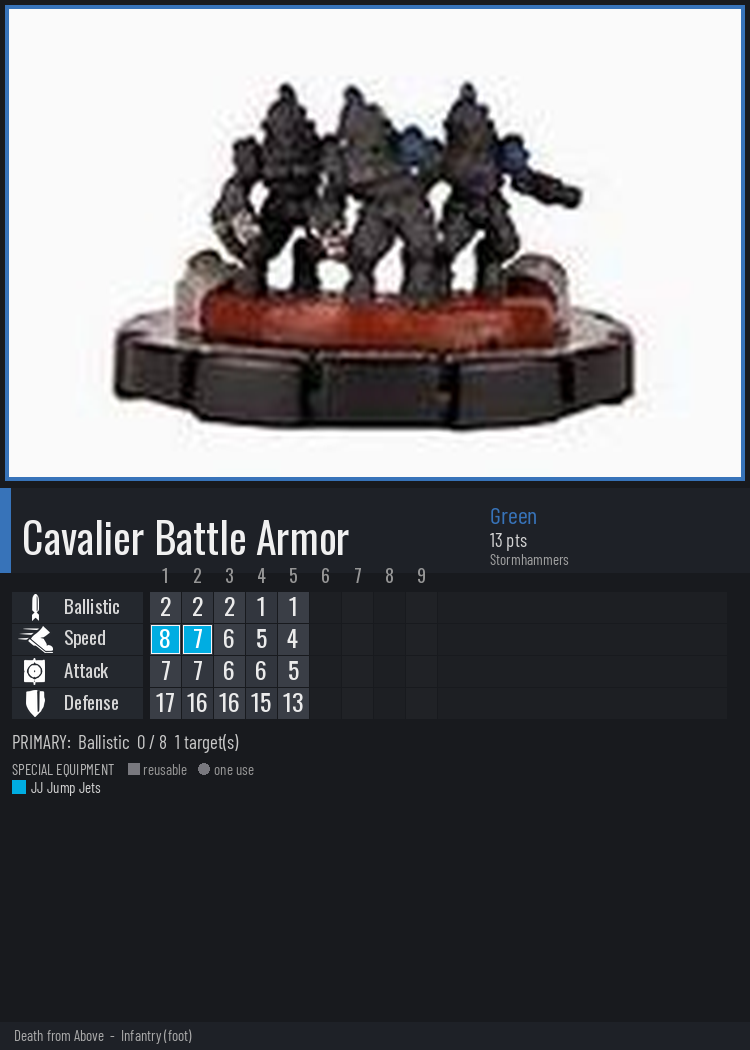 Cavalier Battle Armor
Green
13 pts
Stormhammers
1 2 3 4 5 6 7 8 9
Ballistic 2 2 2 1 1
Speed 8 7 6 5 4
Attack 7 7 6 6 5
Defense 17 16 16 15 13
PRIMARY: Ballistic 0 / 8 1 target(s)
SPECIAL EQUIPMENT reusable one use
JJ Jump Jets
Death from Above - Infantry (foot)